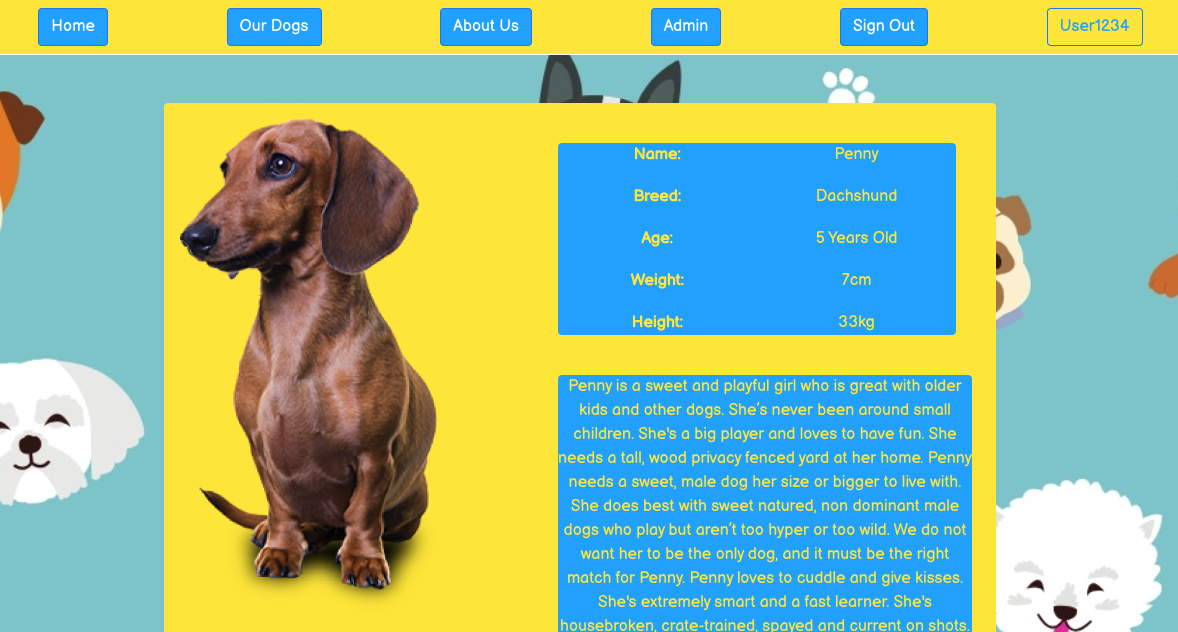 Home Our Dogs About Us Admin Sign Out User1234
Name: Penny
Breed: Dachshund
Age: 5 Years Old
Weight: 7cm
Height: 33kg
Penny is a sweet and playful girl who is great with older
kids and other dogs. She’s never been around small
children. She's a big player and loves to have fun. She
needs a tall, wood privacy fenced yard at her home. Penny
needs a sweet, male dog her size or bigger to live with.
She does best with sweet natured, non dominant male
dogs who play but aren’t too hyper or too wild. We do not
want her to be the only dog, and it must be the right
match for Penny. Penny loves to cuddle and give kisses.
She's extremely smart and a fast learner. She's
housebroken, crate-trained, spayed and current on shots.